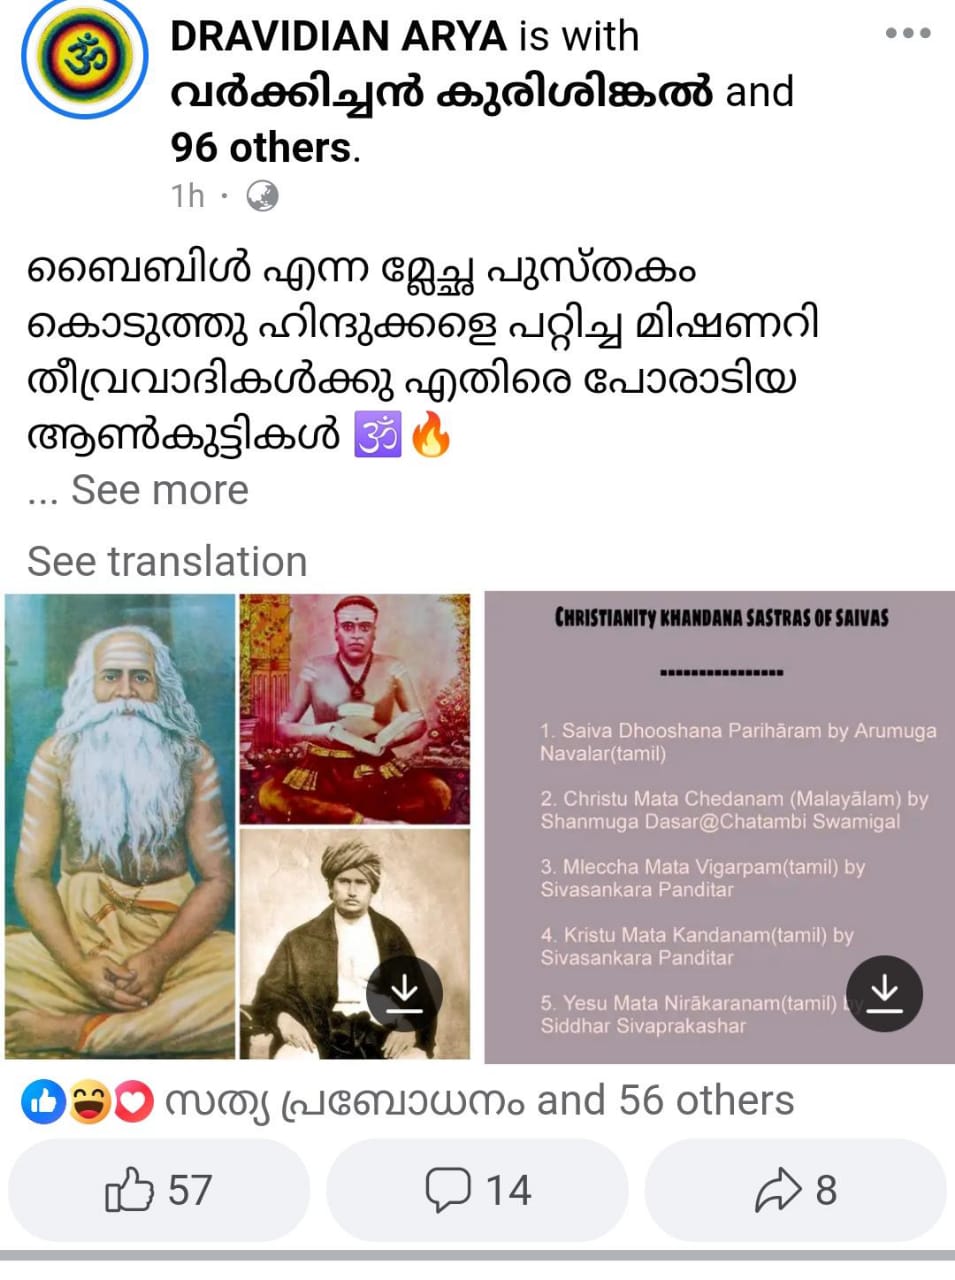 DRAVIDIAN ARYA is with
വർക്കിച്ചൻ കുരിശിങ്കൽ and
96 others.
1h ·
ബൈബിൾ എന്ന മ്ലേച്ഛ പുസ്തകം
കൊടുത്തു ഹിന്ദുക്കളെ പറ്റിച്ച മിഷണറി
തീവ്രവാദികൾക്കു എതിരെ പോരാടിയ
ആൺകുട്ടികൾ 🕉🔥
... See more
See translation
CHRISTIANITY KHANDANA SASTRAS OF SAIVAS
----------------
1. Saiva Dhooshana Parihāram by Arumuga
Navalar(tamil)
2. Christu Mata Chedanam (Malayālam) by
Shanmuga Dasar@Chatambi Swamigal
3. Mleccha Mata Vigarpam(tamil) by
Sivasankara Panditar
4. Kristu Mata Kandanam(tamil) by
Sivasankara Panditar
5. Yesu Mata Nirākaranam(tamil) by
Siddhar Sivaprakashar
സത്യ പ്രബോധനം and 56 others
57
14
8